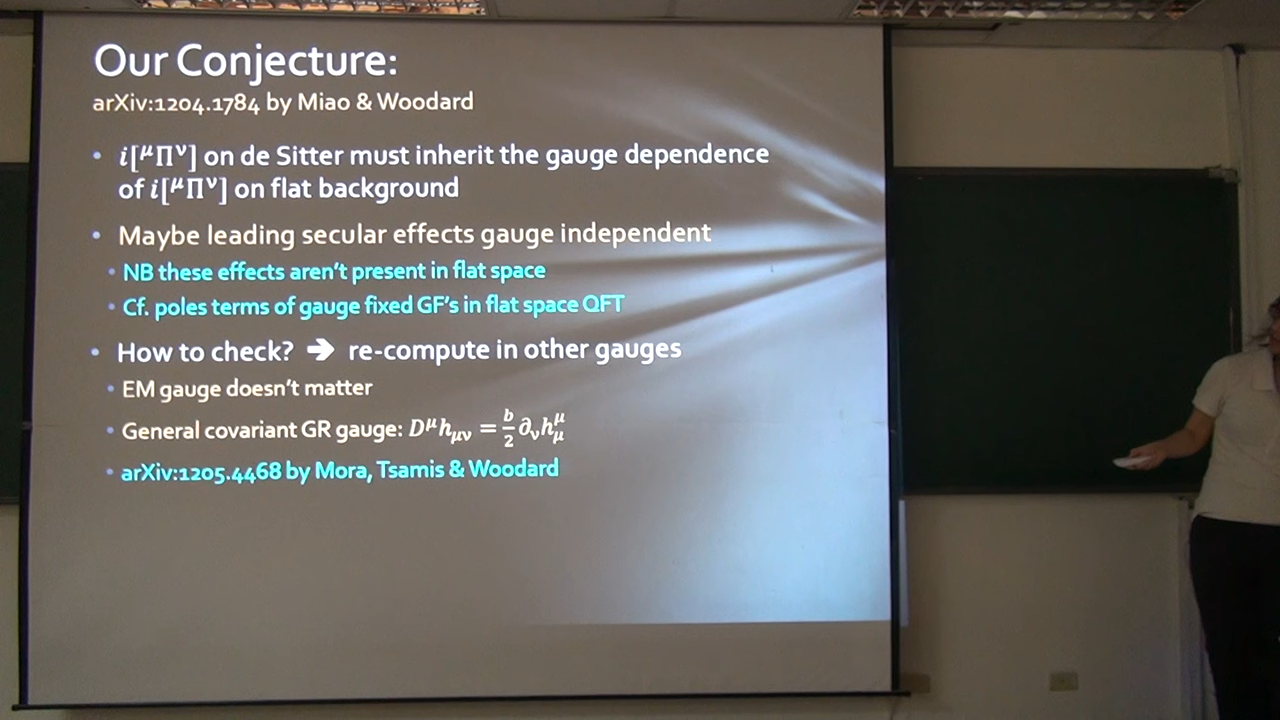 Our Conjecture:
arXiv:1204.1784 by Miao & Woodard
• i[ᵘΠᵛ] on de Sitter must inherit the gauge dependence
of i[ᵘΠᵛ] on flat background
• Maybe leading secular effects gauge independent
• NB these effects aren't present in flat space
• Cf. poles terms of gauge fixed GF's in flat space QFT
• How to check? ➔ re-compute in other gauges
• EM gauge doesn't matter
• General covariant GR gauge: D^μ h_μν = b/2 ∂_ν h^μ_μ
• arXiv:1205.4468 by Mora, Tsamis & Woodard